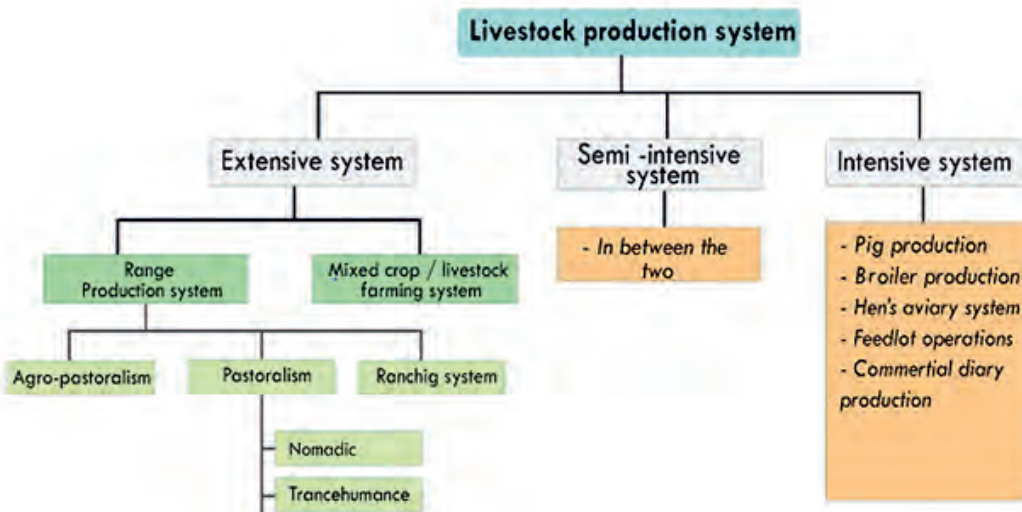 Livestock production system
Extensive system
Semi -intensive
system
Intensive system
Range
Production system
Mixed crop / livestock
farming system
- In between the
two
- Pig production
- Broiler production
- Hen's aviary system
- Feedlot operations
- Commertial diary
production
Agro-pastoralism
Pastoralism
Ranchig system
Nomadic
Trancehumance